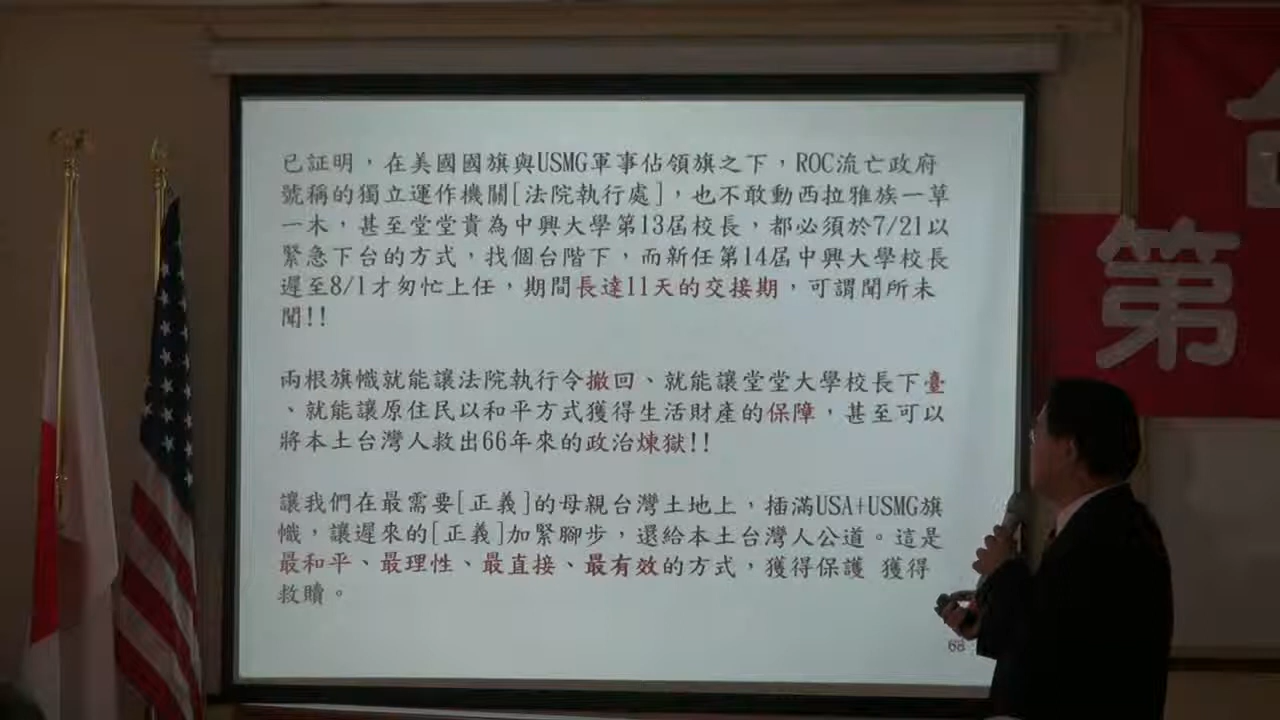 已証明，在美國國旗與USMG軍事佔領旗之下，ROC流亡政府
號稱的獨立運作機關[法院執行處]，也不敢動西拉雅族一草
一木，甚至堂堂貴為中興大學第13屆校長，都必須於7/21以
緊急下台的方式，找個台階下，而新任第14屆中興大學校長
遲至8/1才匆忙上任，期間長達11天的交接期，可謂聞所未
聞!!
兩根旗幟就能讓法院執行令撤回、就能讓堂堂大學校長下臺
、就能讓原住民以和平方式獲得生活財產的保障，甚至可以
將本土台灣人救出66年來的政治煉獄!!
讓我們在最需要[正義]的母親台灣土地上，插滿USA+USMG旗
幟，讓遲來的[正義]加緊腳步，還給本土台灣人公道。這是
最和平、最理性、最直接、最有效的方式，獲得保護 獲得
救贖。
68
第